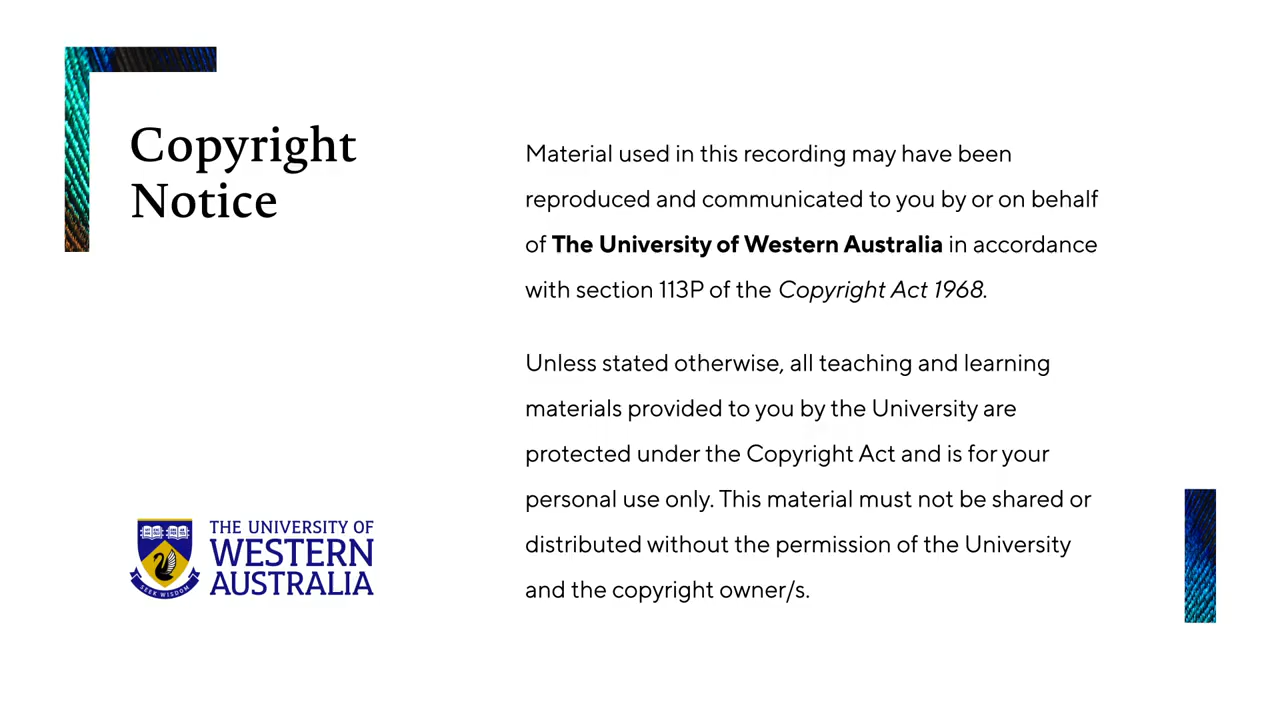 Copyright
Notice
Material used in this recording may have been
reproduced and communicated to you by or on behalf
of The University of Western Australia in accordance
with section 113P of the Copyright Act 1968.
Unless stated otherwise, all teaching and learning
materials provided to you by the University are
protected under the Copyright Act and is for your
personal use only. This material must not be shared or
distributed without the permission of the University
and the copyright owner/s.
THE UNIVERSITY OF
WESTERN
AUSTRALIA
SEEK WISDOM